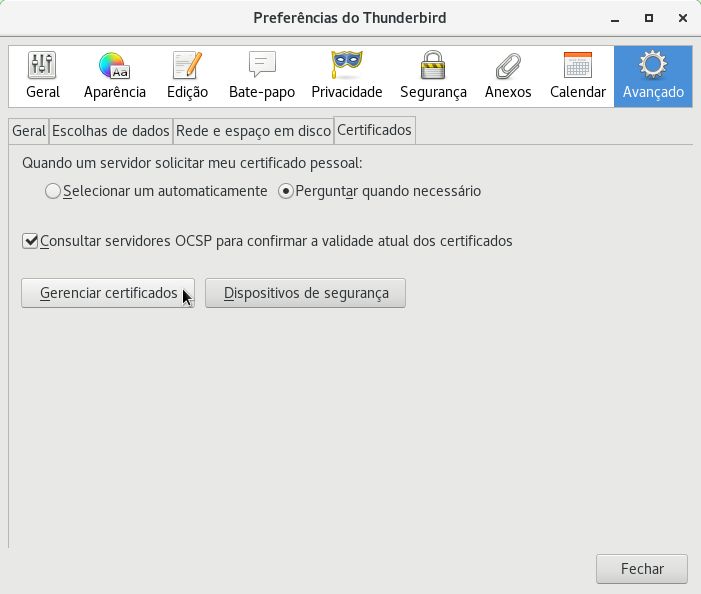 Preferências do Thunderbird
Aa
Geral Aparência Edição Bate-papo Privacidade Segurança Anexos Calendar Avançado
Geral Escolhas de dados Rede e espaço em disco Certificados
Quando um servidor solicitar meu certificado pessoal:
Selecionar um automaticamente Perguntar quando necessário
Consultar servidores OCSP para confirmar a validade atual dos certificados
Gerenciar certificados Dispositivos de segurança
Fechar